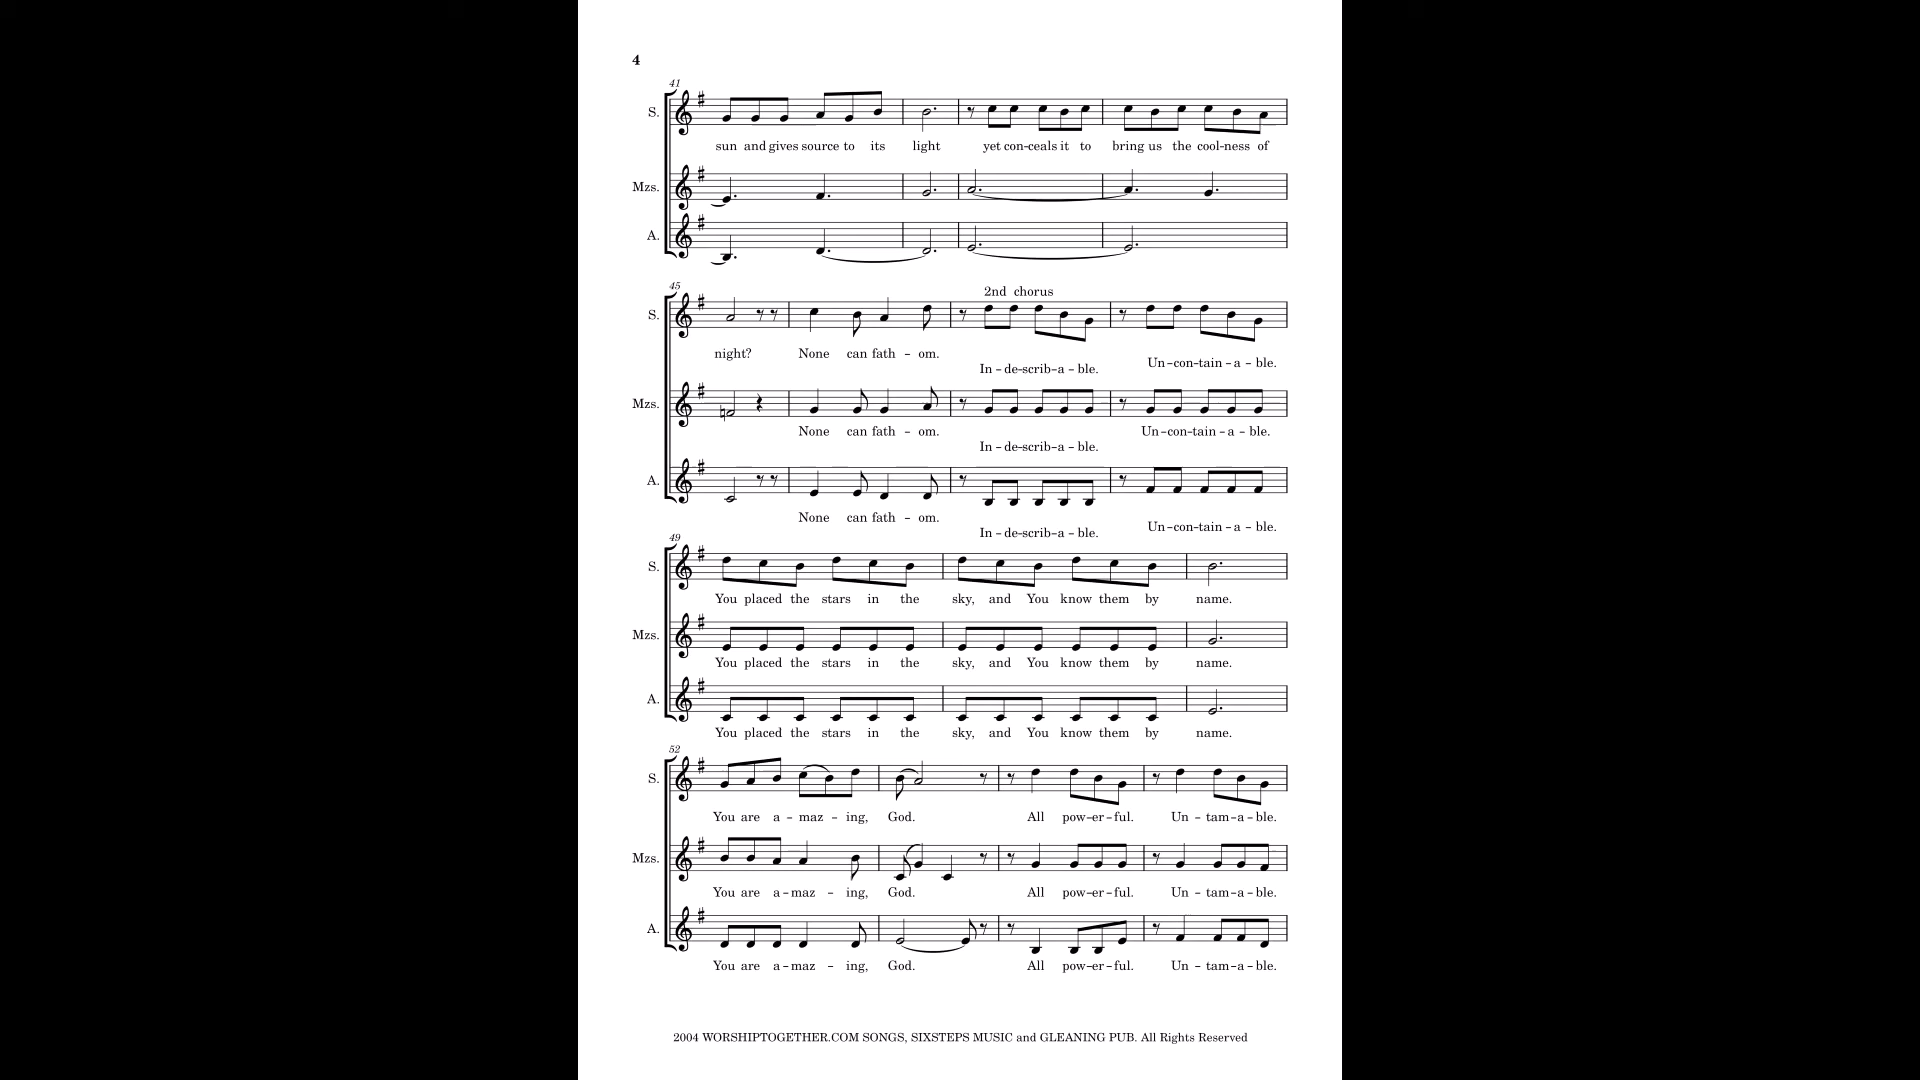 4
41
S.
sun and gives source to its light yet con-ceals it to bring us the cool-ness of
Mzs.
A.
45
2nd chorus
S.
night? None can fath - om. In - de-scrib-a - ble. Un-con-tain - a - ble.
Mzs.
None can fath - om. In - de-scrib-a - ble. Un-con-tain - a - ble.
A.
None can fath - om. In - de-scrib-a - ble. Un-con-tain - a - ble.
49
S.
You placed the stars in the sky, and You know them by name.
Mzs.
You placed the stars in the sky, and You know them by name.
A.
You placed the stars in the sky, and You know them by name.
52
S.
You are a - maz - ing, God. All pow-er-ful. Un - tam-a-ble.
Mzs.
You are a-maz - ing, God. All pow-er-ful. Un - tam-a-ble.
A.
You are a-maz - ing, God. All pow-er-ful. Un - tam-a-ble.
2004 WORSHIPTOGETHER.COM SONGS, SIXSTEPS MUSIC and GLEANING PUB. All Rights Reserved